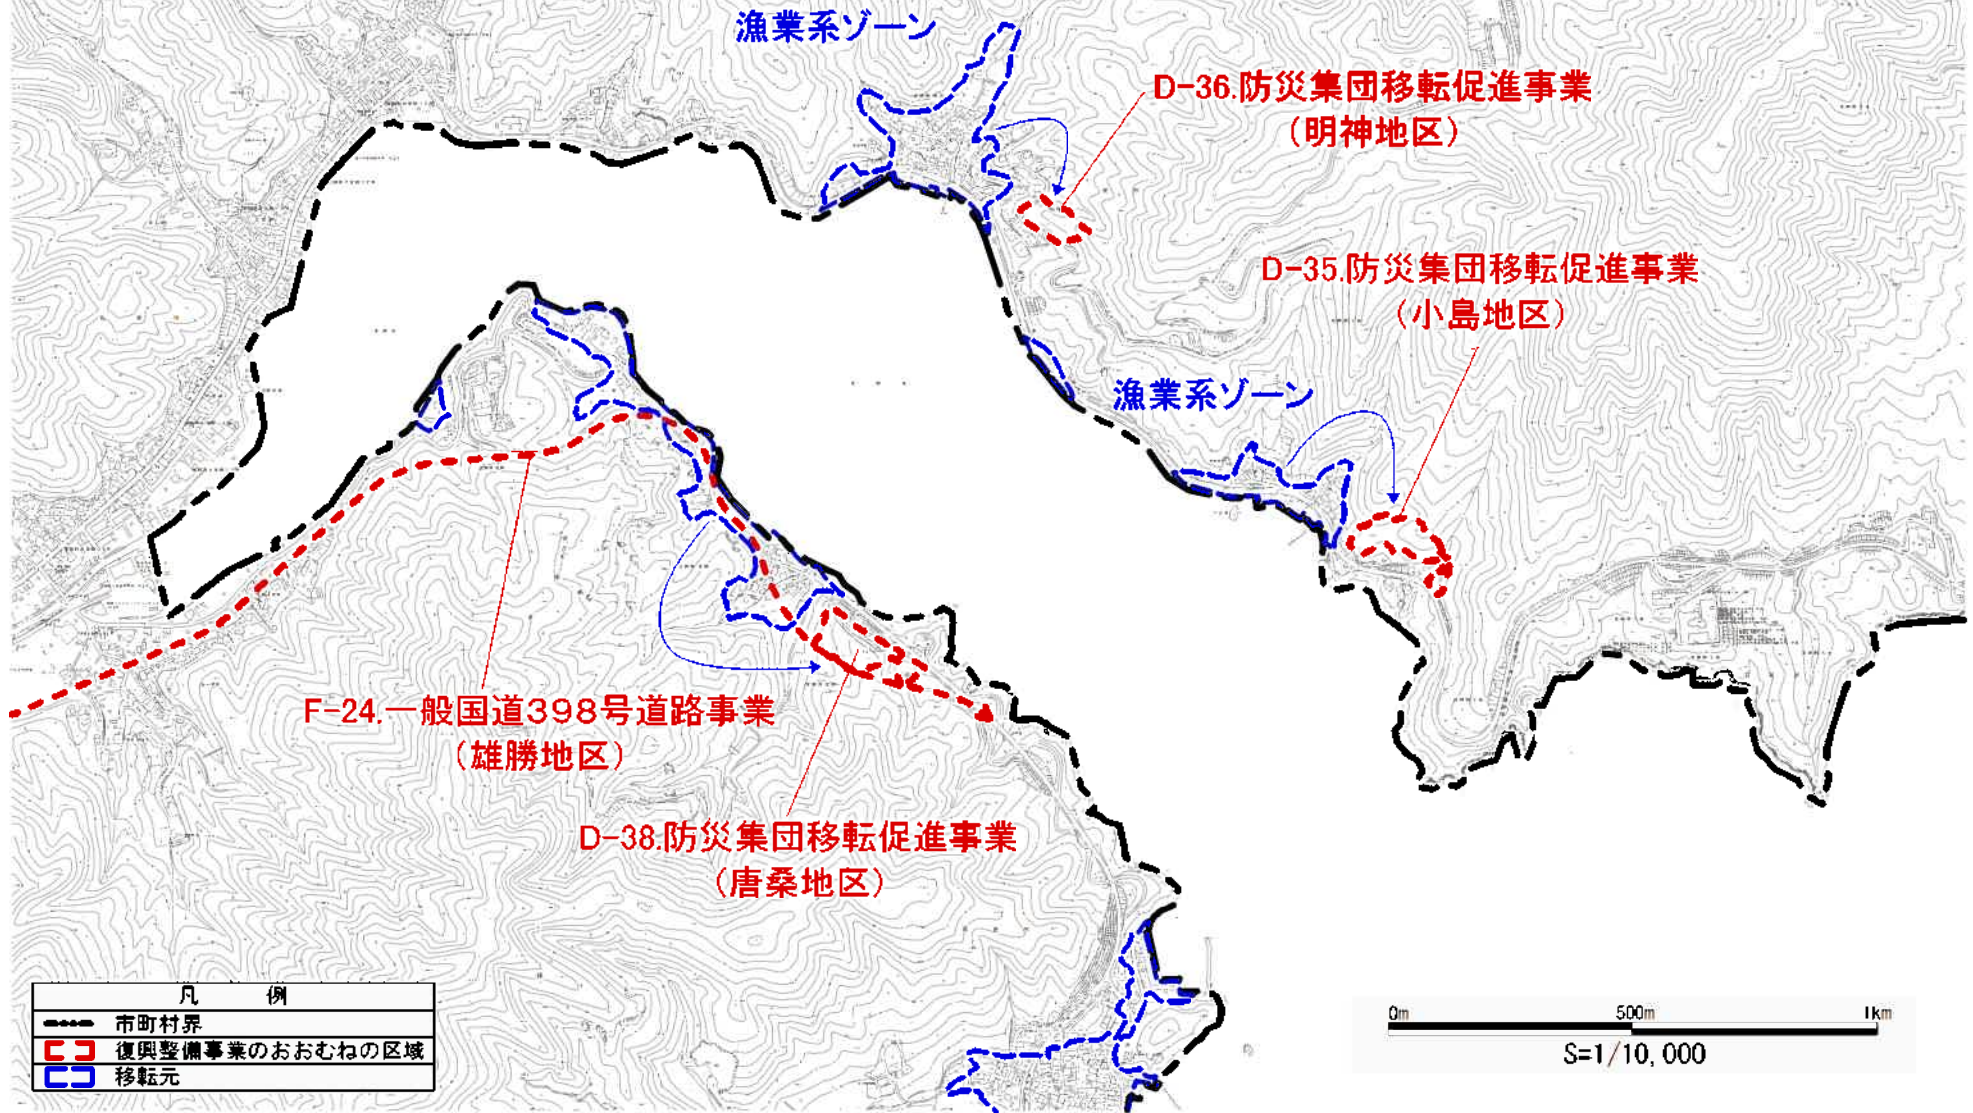 漁業系ゾーン
D-36.防災集団移転促進事業
(明神地区)
D-35.防災集団移転促進事業
(小島地区)
漁業系ゾーン
F-24.一般国道398号道路事業
(雄勝地区)
D-38.防災集団移転促進事業
(唐桑地区)
凡 例
市町村界
復興整備事業のおおむねの区域
移転元
0m 500m 1km
S=1/10,000